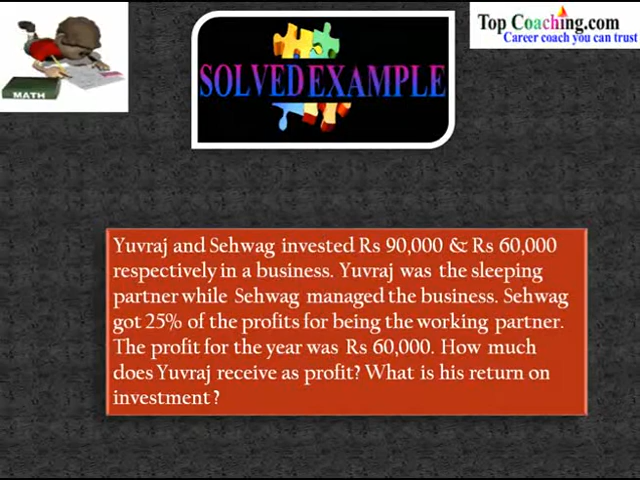 Top Coaching.com
Career coach you can trust
MATH
SOLVED EXAMPLE
Yuvraj and Sehwag invested Rs 90,000 & Rs 60,000
respectively in a business. Yuvraj was the sleeping
partner while Sehwag managed the business. Sehwag
got 25% of the profits for being the working partner.
The profit for the year was Rs 60,000. How much
does Yuvraj receive as profit? What is his return on
investment?